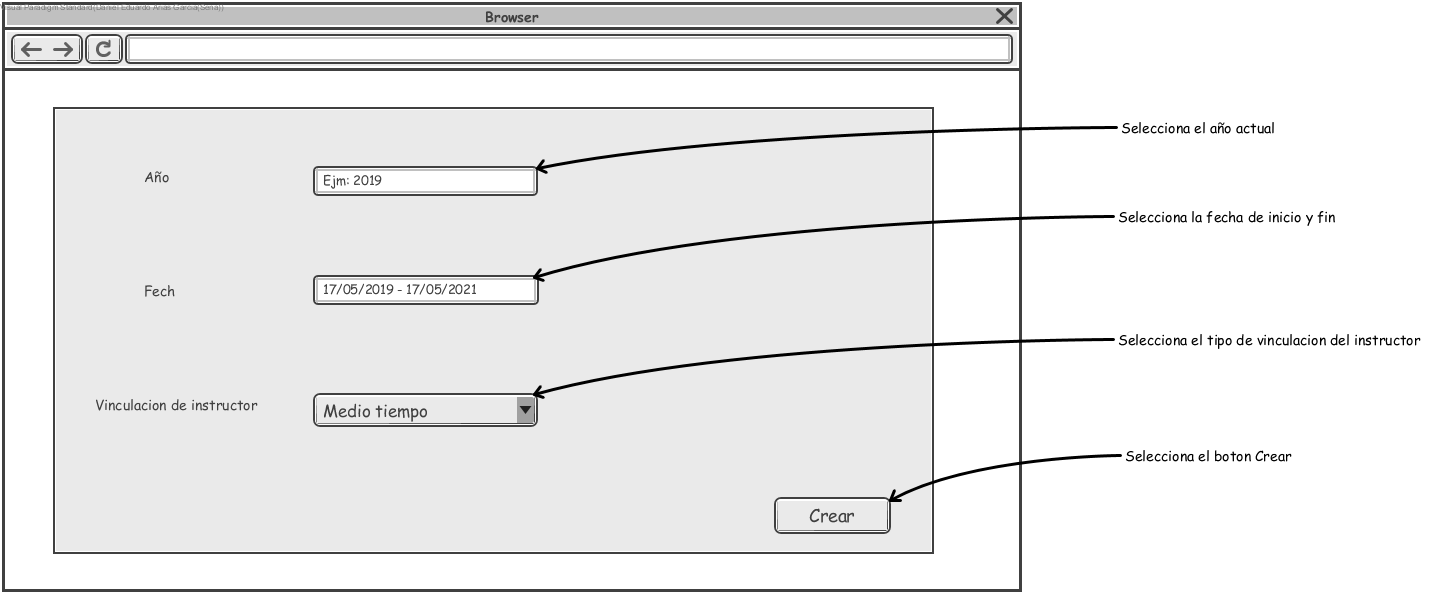 Visual Paradigm Standard(Daniel Eduardo Arias Garcia(Sena))
Browser
Selecciona el año actual
Año
Ejm: 2019
Selecciona la fecha de inicio y fin
Fech
17/05/2019 - 17/05/2021
Selecciona el tipo de vinculacion del instructor
Vinculacion de instructor
Medio tiempo
Selecciona el boton Crear
Crear